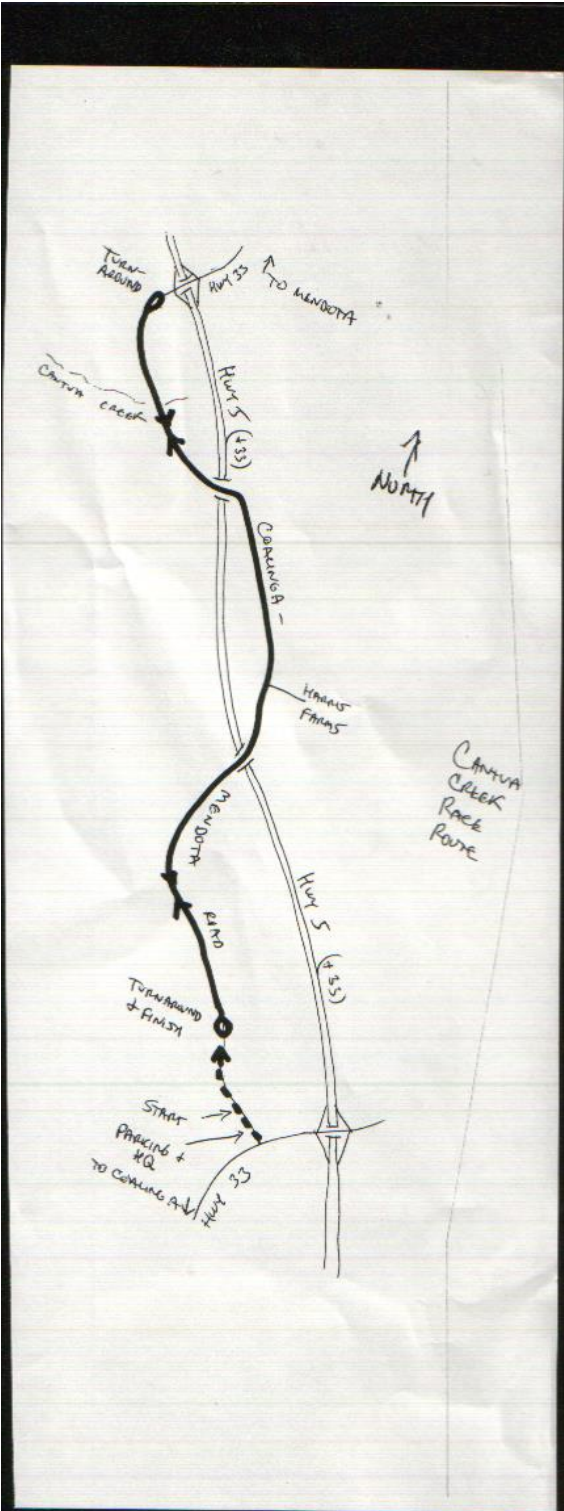 TURN-
AROUND
HWY 33
TO MENDOTA
CANTUA CREEK
HWY 5 (+33)
NORTH
COALINGA -
HARRIS
FARMS
CANTUA
CREEK
RACE
ROUTE
MENDOTA
ROAD
HWY 5 (+33)
TURNAROUND
+ FINISH
START
PARKING +
HQ
TO COALINGA
HWY 33